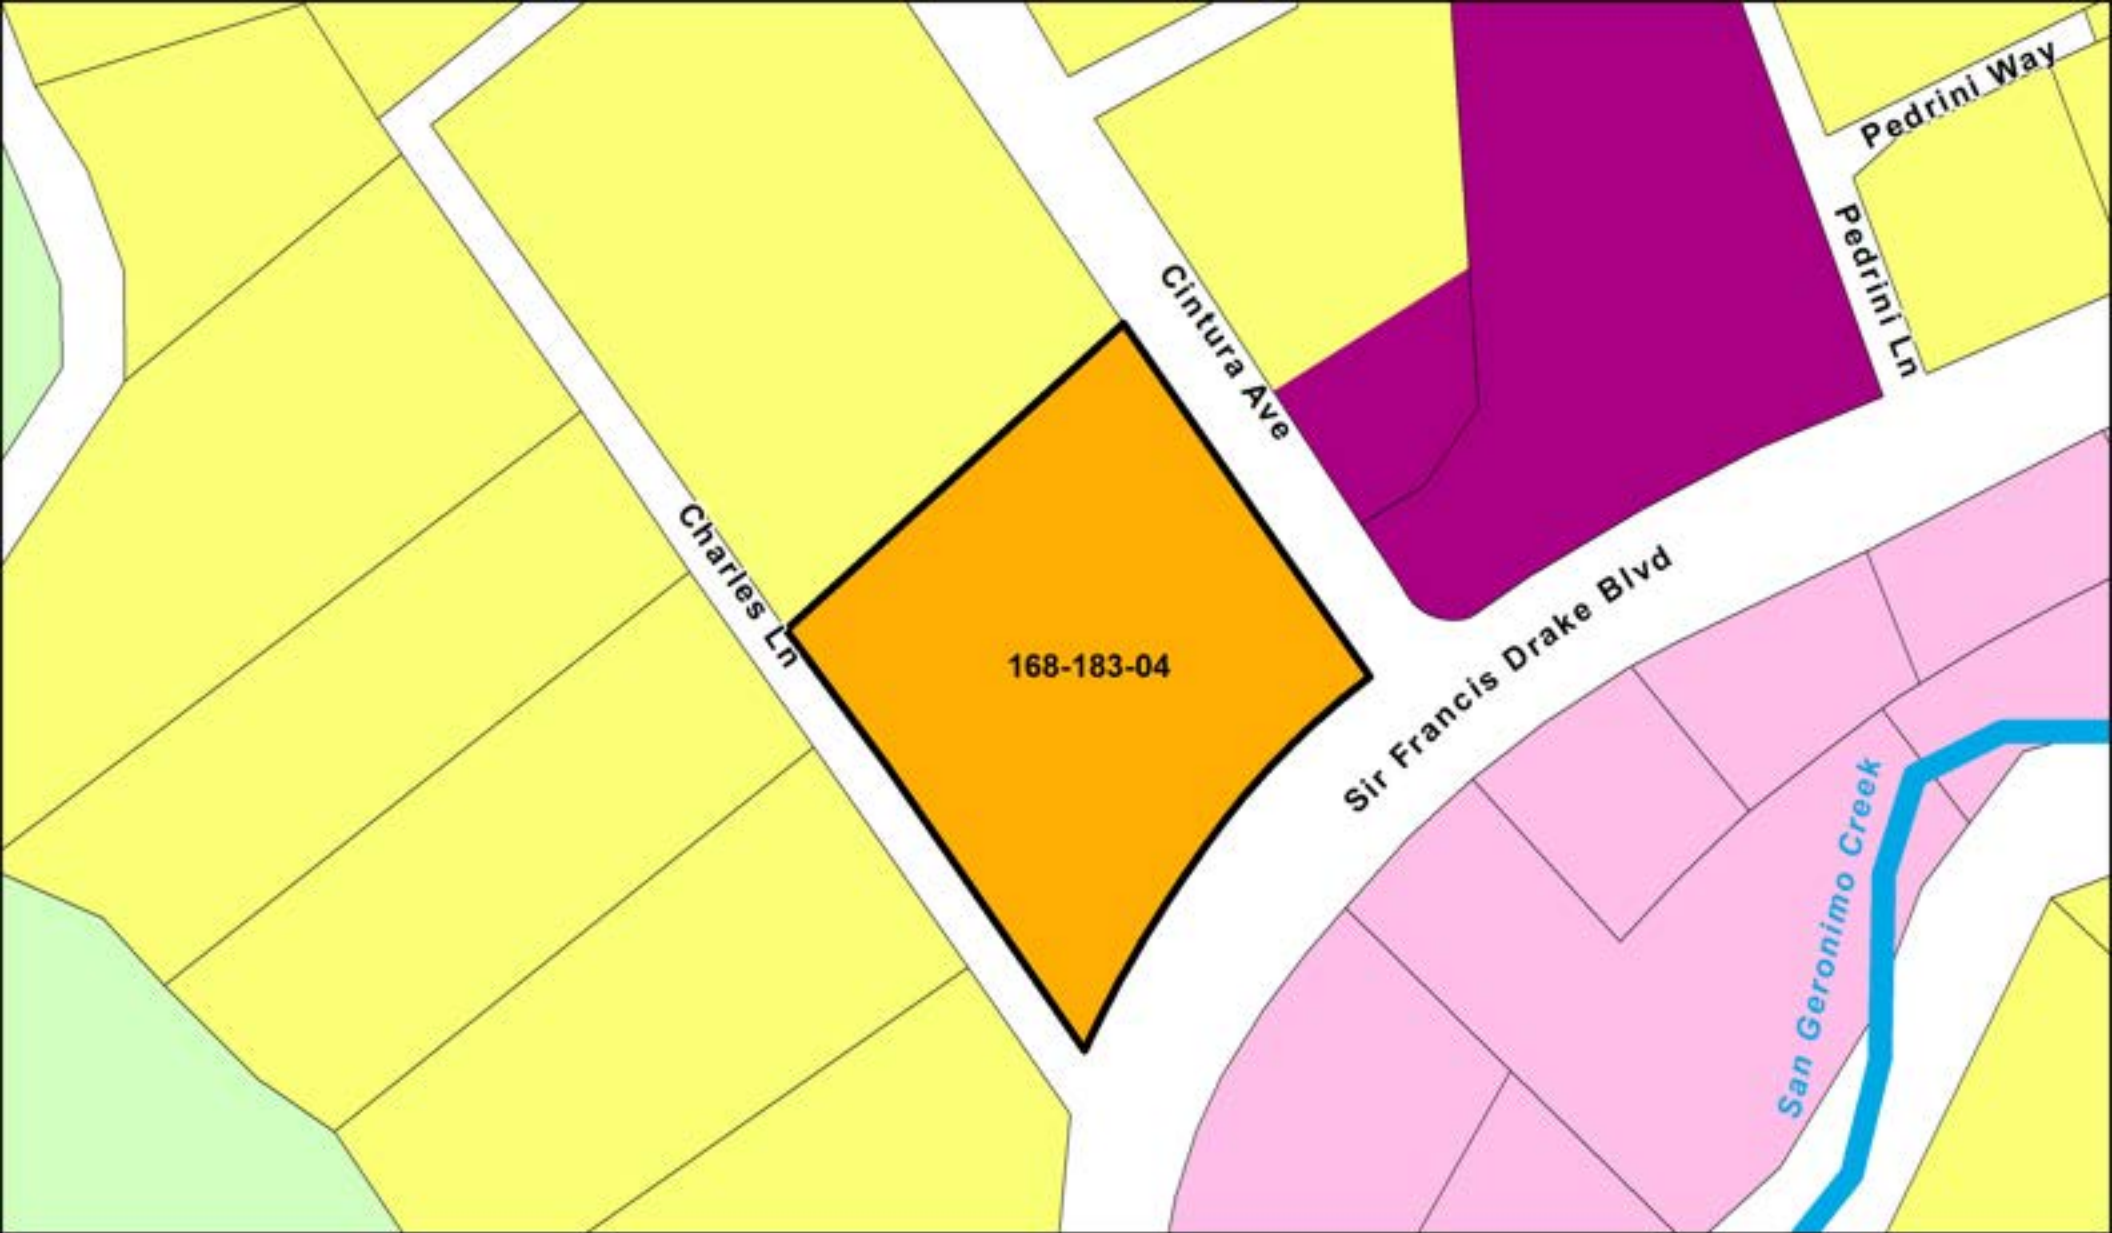 Pedrini Way
Pedrini Ln
Cintura Ave
Charles Ln
168-183-04
Sir Francis Drake Blvd
San Geronimo Creek